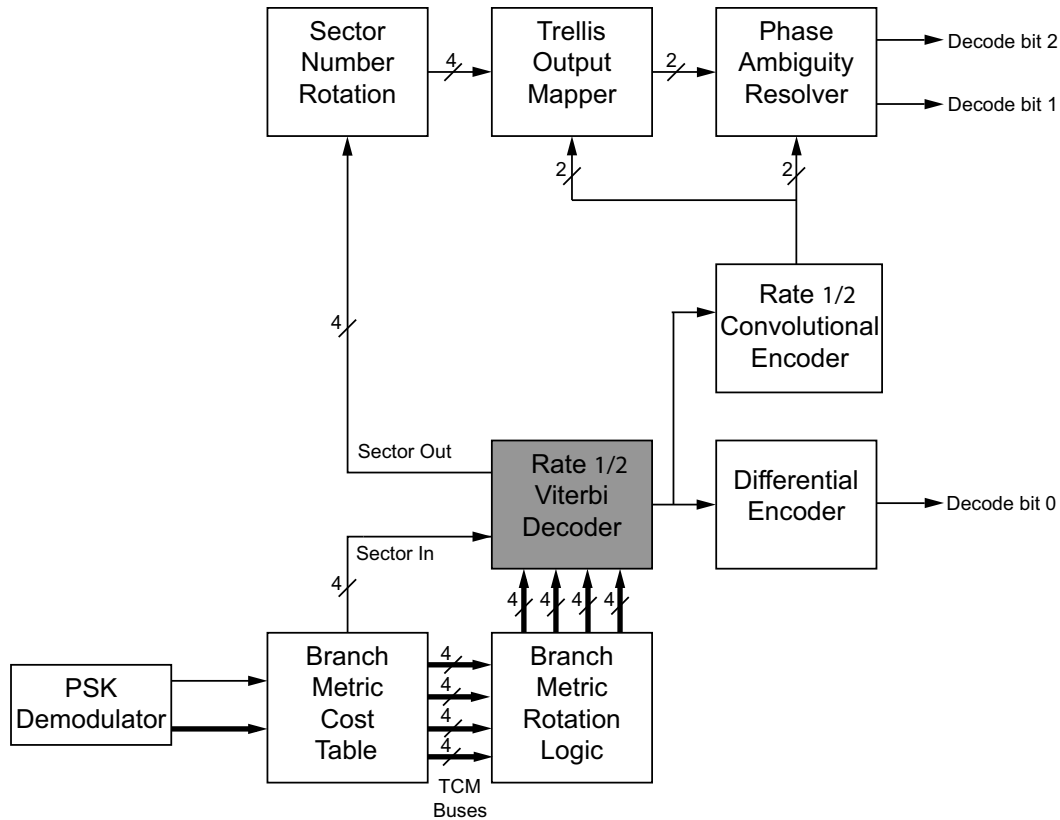 Sector
Number
Rotation
4
Trellis
Output
Mapper
2
Phase
Ambiguity
Resolver
Decode bit 2
Decode bit 1
2
2
4
Rate 1/2
Convolutional
Encoder
Sector Out
Rate 1/2
Viterbi
Decoder
Differential
Encoder
Decode bit 0
Sector In
4
4
4
4
4
PSK
Demodulator
Branch
Metric
Cost
Table
4
4
4
4
Branch
Metric
Rotation
Logic
TCM
Buses